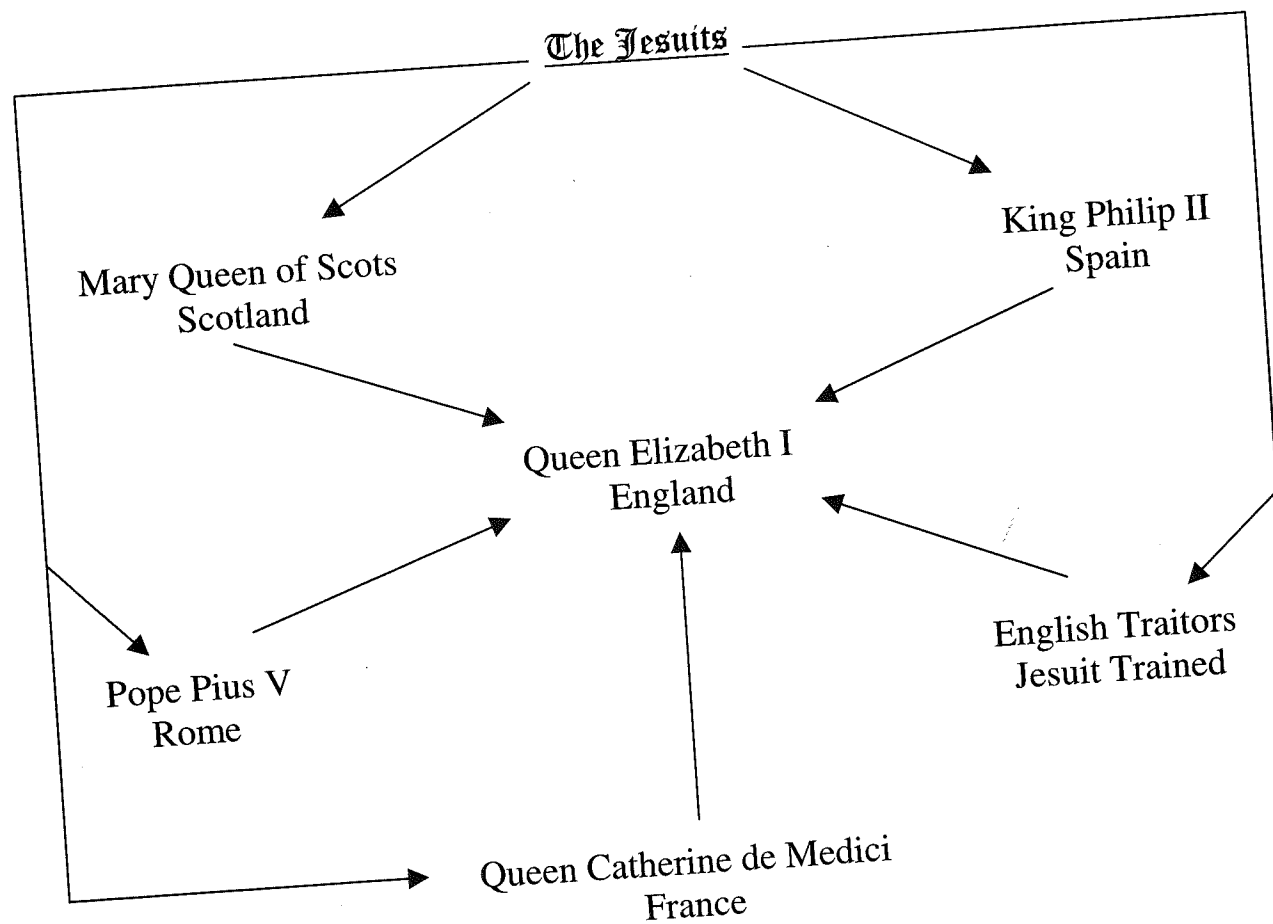 The Jesuits
King Philip II
Spain
Mary Queen of Scots
Scotland
Queen Elizabeth I
England
English Traitors
Jesuit Trained
Pope Pius V
Rome
Queen Catherine de Medici
France